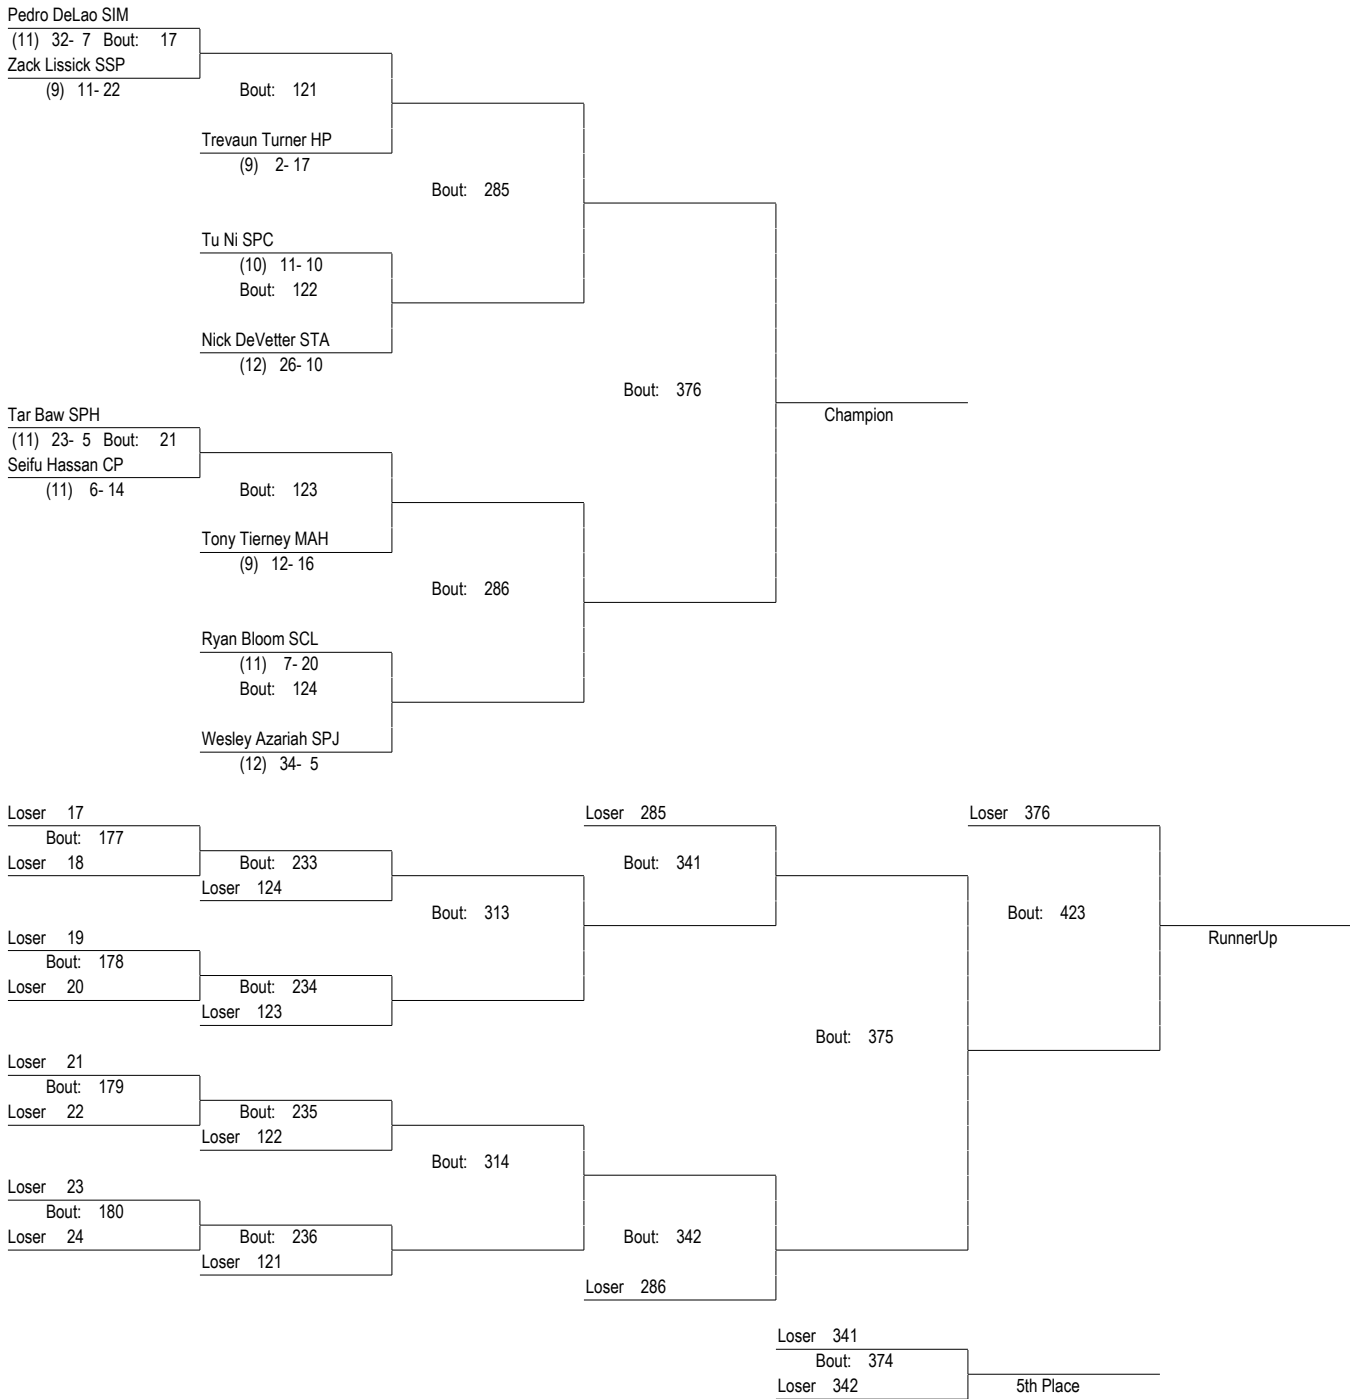 Pedro DeLao SIM
(11) 32- 7 Bout: 17
Zack Lissick SSP
(9) 11- 22
Bout: 121
Trevaun Turner HP
(9) 2- 17
Bout: 285
Tu Ni SPC
(10) 11- 10
Bout: 122
Nick DeVetter STA
(12) 26- 10
Bout: 376
Champion
Tar Baw SPH
(11) 23- 5 Bout: 21
Seifu Hassan CP
(11) 6- 14
Bout: 123
Tony Tierney MAH
(9) 12- 16
Bout: 286
Ryan Bloom SCL
(11) 7- 20
Bout: 124
Wesley Azariah SPJ
(12) 34- 5
Loser 17
Bout: 177
Loser 18
Bout: 233
Loser 124
Bout: 313
Loser 19
Bout: 178
Loser 20
Bout: 234
Loser 123
Loser 285
Bout: 341
Loser 376
Bout: 423
RunnerUp
Bout: 375
Loser 21
Bout: 179
Loser 22
Bout: 235
Loser 122
Bout: 314
Loser 23
Bout: 180
Loser 24
Bout: 236
Loser 121
Bout: 342
Loser 286
Loser 341
Bout: 374
Loser 342
5th Place